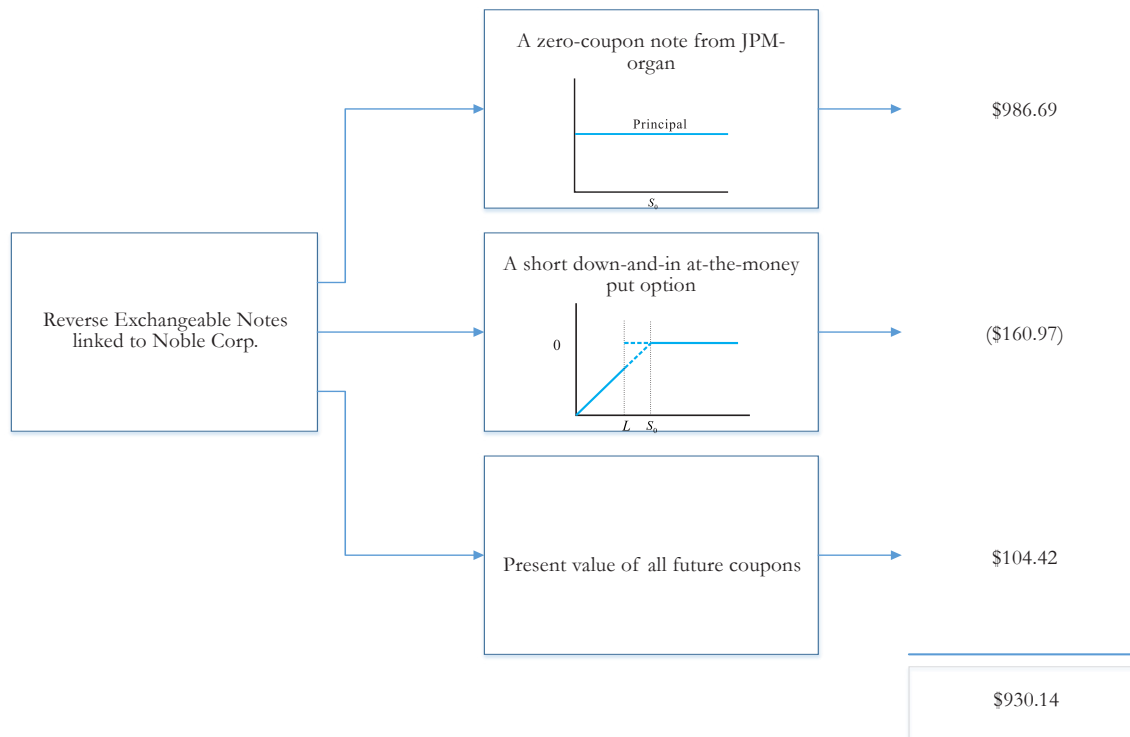 A zero-coupon note from JPM-
organ
Principal
S₀
$986.69
Reverse Exchangeable Notes
linked to Noble Corp.
A short down-and-in at-the-money
put option
0
L S₀
($160.97)
Present value of all future coupons
$104.42
$930.14